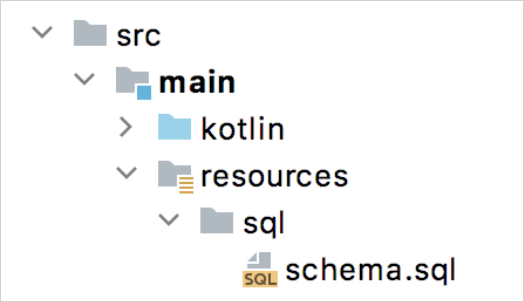 src
main
kotlin
resources
sql
SQL schema.sql